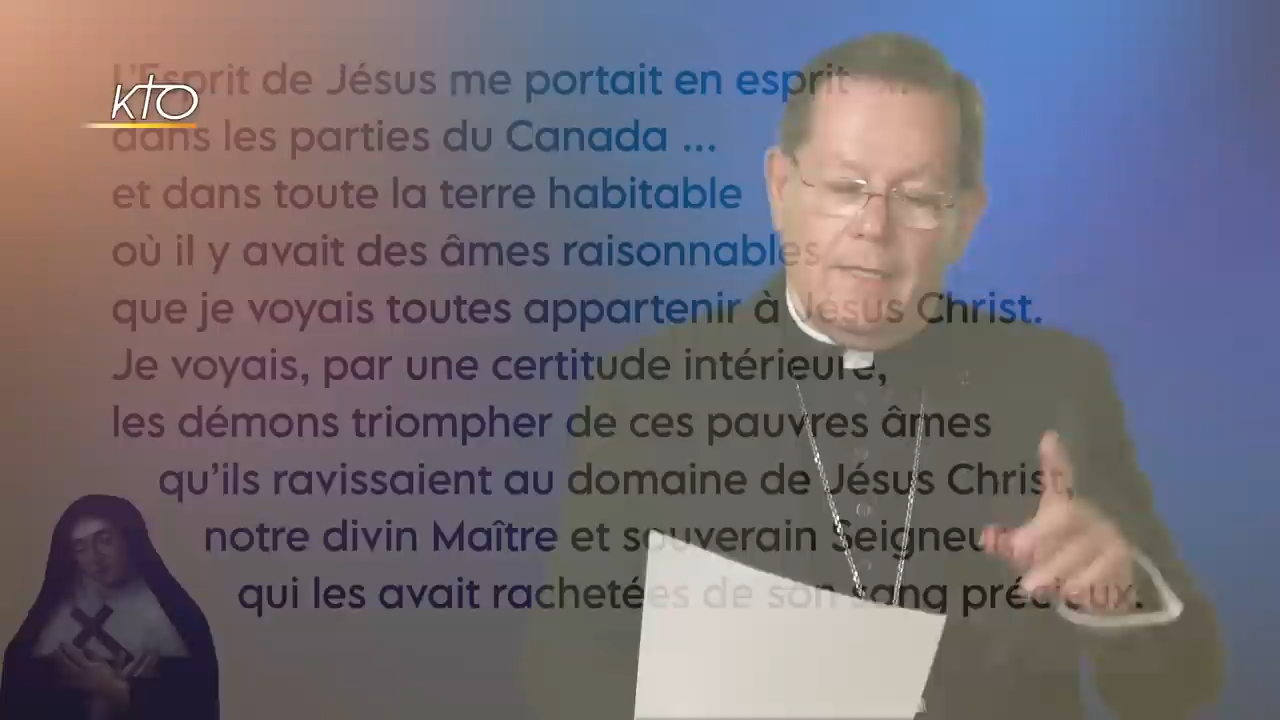 KTO
L'Esprit de Jésus me portait en esprit ...
dans les parties du Canada ...
et dans toute la terre habitable
où il y avait des âmes raisonnables
que je voyais toutes appartenir à Jésus Christ.
Je voyais, par une certitude intérieure,
les démons triompher de ces pauvres âmes
qu'ils ravissaient au domaine de Jésus Christ,
notre divin Maître et souverain Seigneur
qui les avait rachetées de son sang précieux.